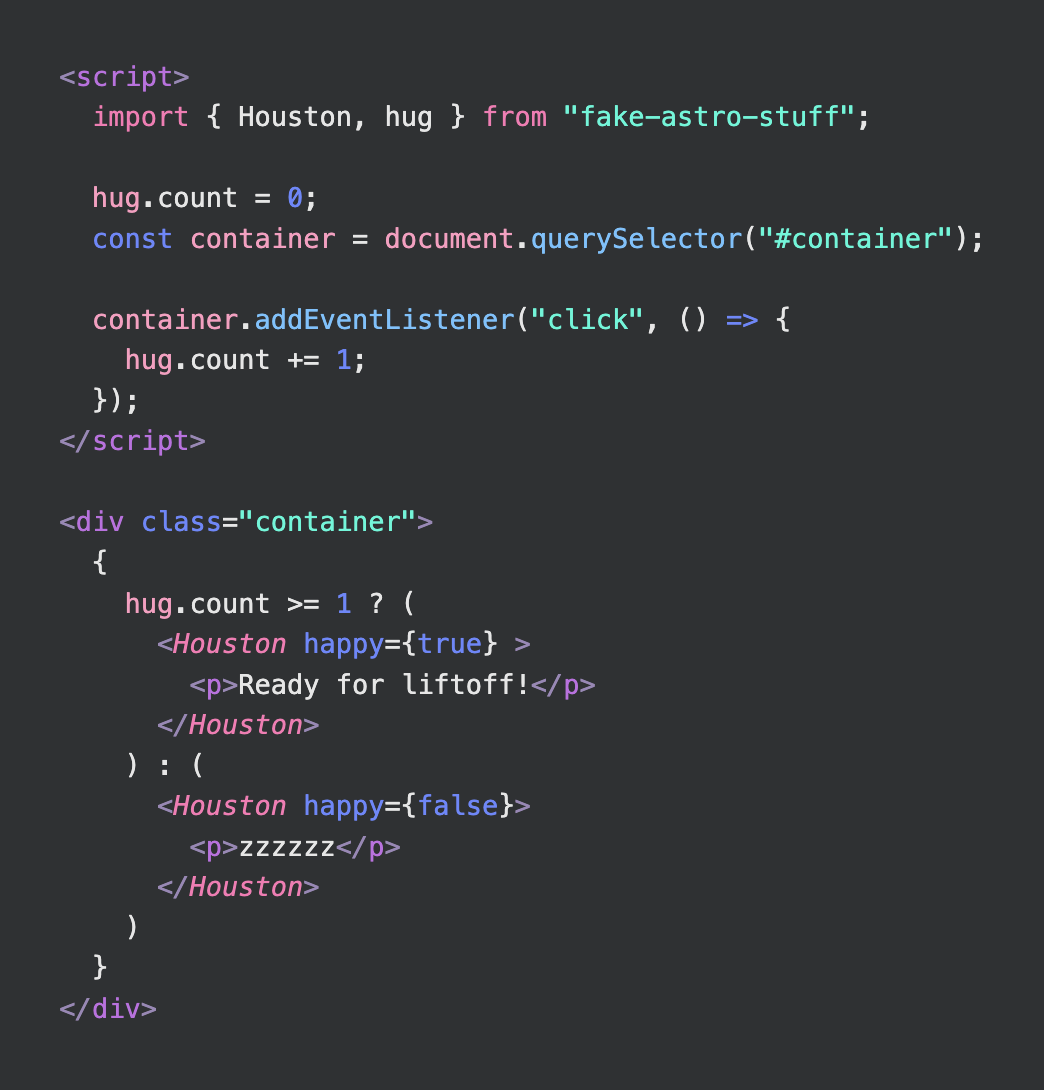 <script>
  import { Houston, hug } from "fake-astro-stuff";

  hug.count = 0;
  const container = document.querySelector("#container");

  container.addEventListener("click", () => {
    hug.count += 1;
  });
</script>

<div class="container">
  {
    hug.count >= 1 ? (
      <Houston happy={true} >
        <p>Ready for liftoff!</p>
      </Houston>
    ) : (
      <Houston happy={false}>
        <p>zzzzzz</p>
      </Houston>
    )
  }
</div>